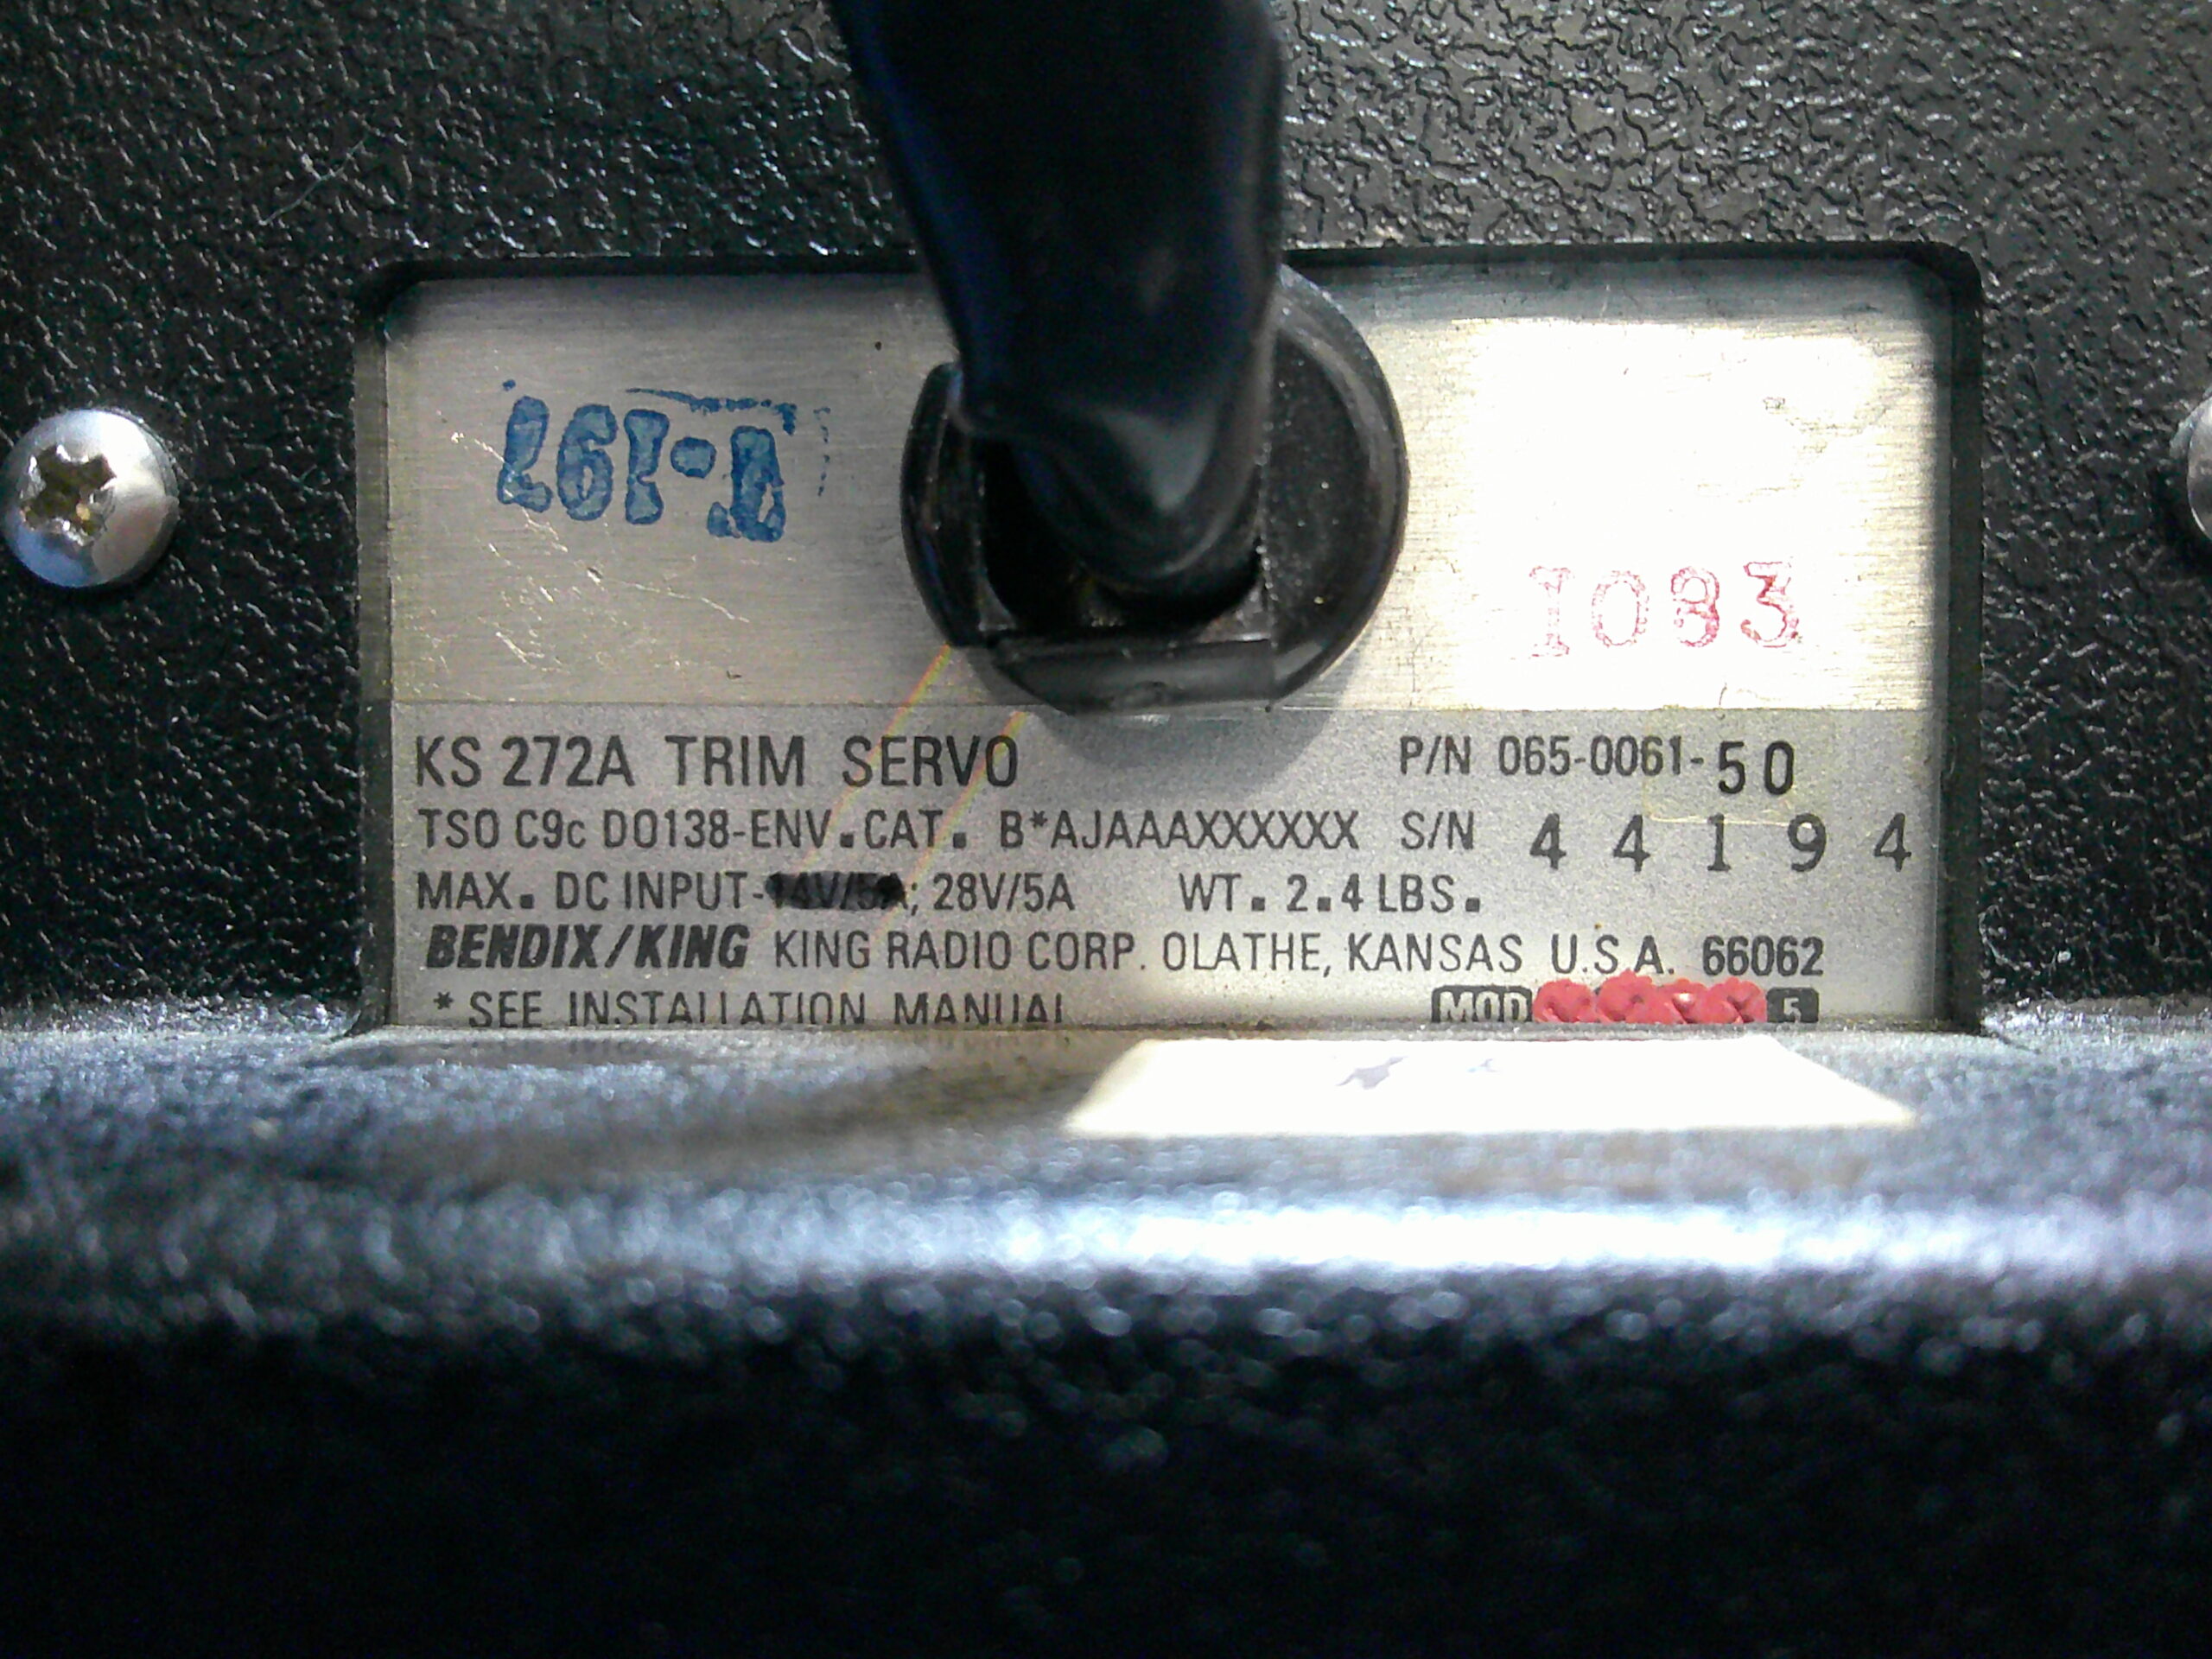 T-197
1083
KS 272A TRIM SERVO P/N 065-0061-50
TSO C9c DO138-ENV.CAT. B*AJAAAXXXXXX S/N 44194
MAX. DC INPUT-14V/5A; 28V/5A WT. 2.4 LBS.
BENDIX/KING KING RADIO CORP. OLATHE, KANSAS U.S.A. 66062
* SEE INSTALLATION MANUAL MOD 5